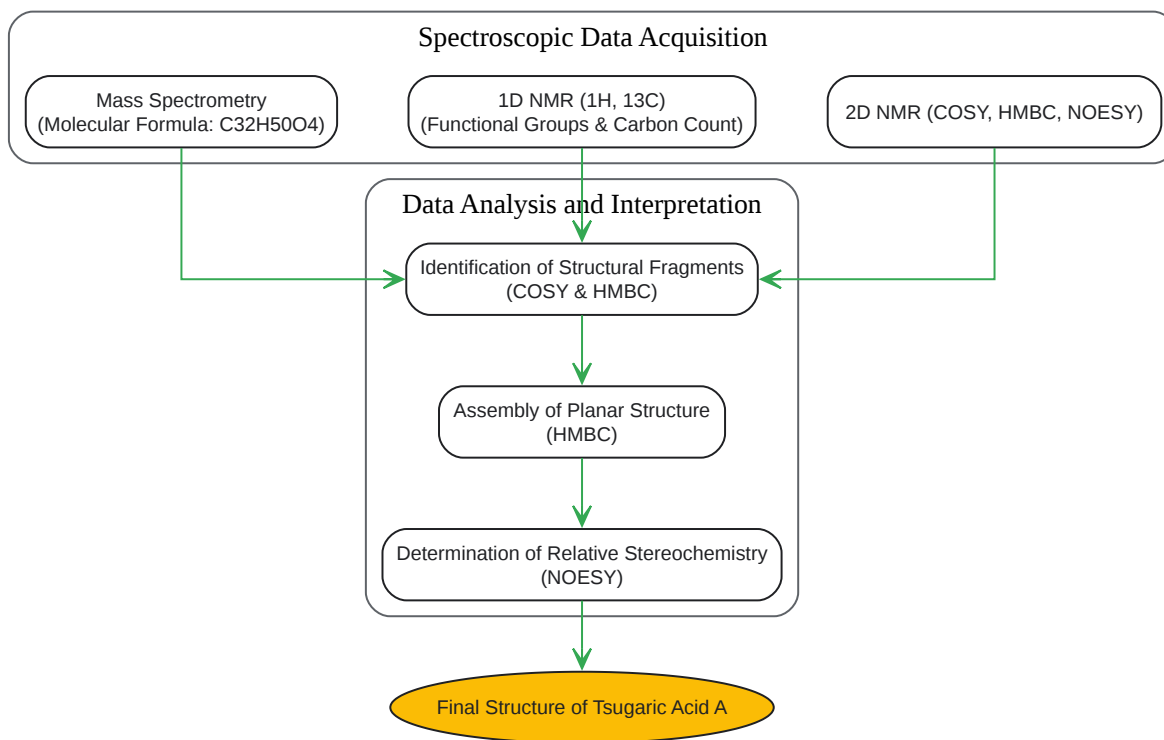 Spectroscopic Data Acquisition
Mass Spectrometry
(Molecular Formula: C32H50O4)
1D NMR (1H, 13C)
(Functional Groups & Carbon Count)
2D NMR (COSY, HMBC, NOESY)
Data Analysis and Interpretation
Identification of Structural Fragments
(COSY & HMBC)
Assembly of Planar Structure
(HMBC)
Determination of Relative Stereochemistry
(NOESY)
Final Structure of Tsugaric Acid A